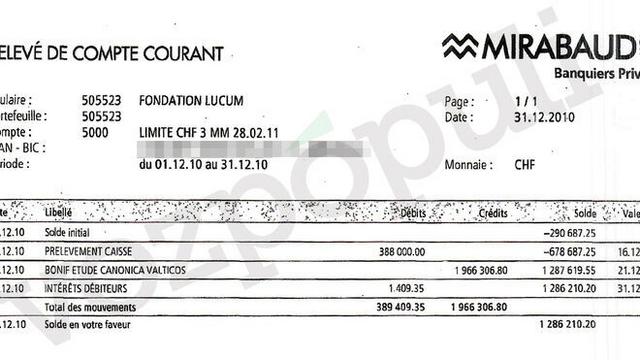 ELEVÉ DE COMPTE COURANT
MIRABAUD
Banquiers Priv
ulaire : 505523 FONDATION LUCUM
rtefeuille : 505523
ompte : 5000 LIMITE CHF 3 MM 28.02.11
AN - BIC :
riode : du 01.12.10 au 31.12.10
Page : 1 / 1
Date : 31.12.2010
Monnaie : CHF
te Libellé Débits Crédits Solde Vale
.12.10 Solde initial −290 687.25
.12.10 PRELEVEMENT CAISSE 388 000.00 −678 687.25 16.12
.12.10 BONIF ETUDE CANONICA VALTICOS 1 966 306.80 1 287 619.55 21.12
.12.10 INTÉRÊTS DÉBITEURS 1.409.35 1 286 210.20 31.12
Total des mouvements 389 409.35 1 966 306.80
.12.10 Solde en votre faveur 1 286 210.20
vozpópuli